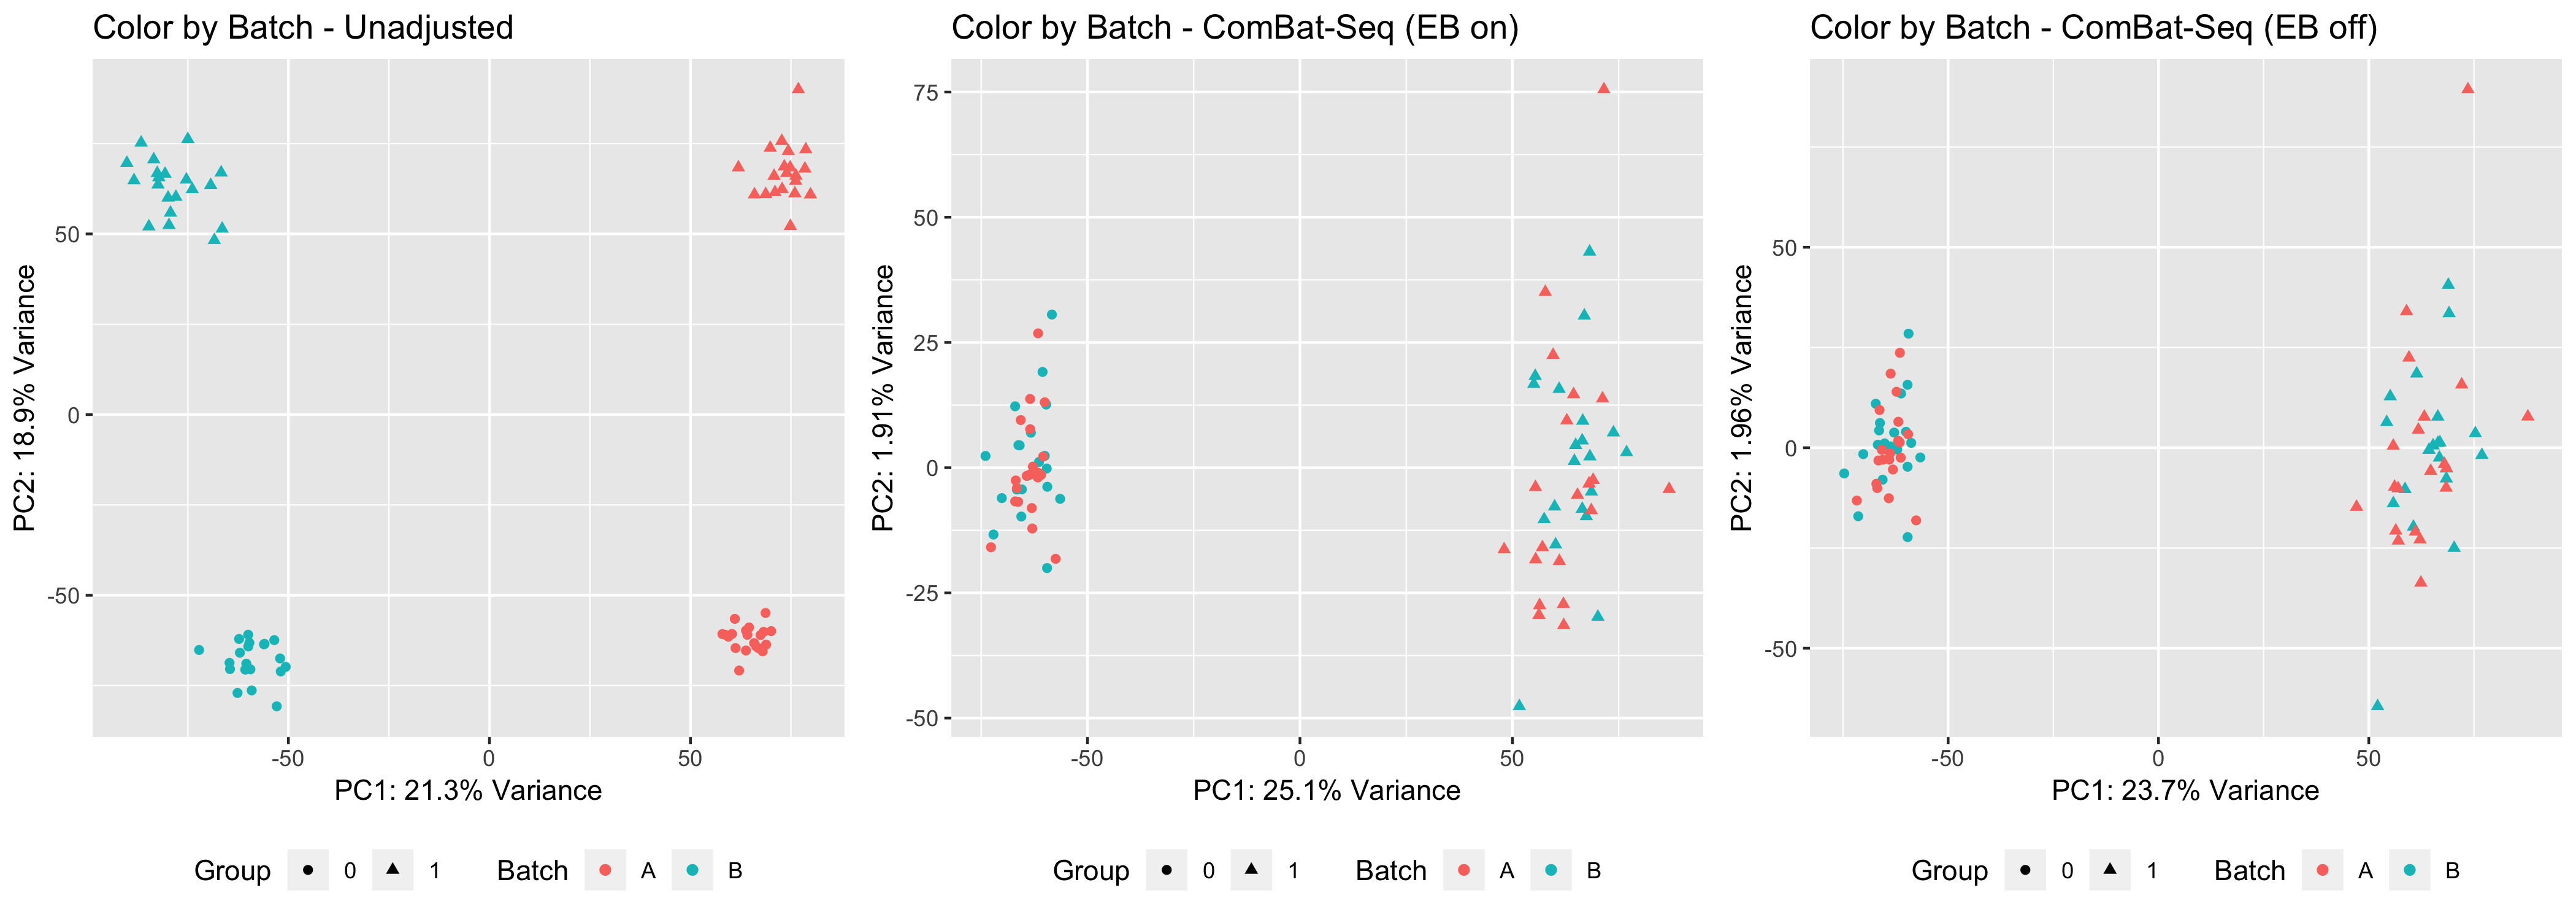 Color by Batch - Unadjusted
PC2: 18.9% Variance
50
0
-50
-50
0
50
PC1: 21.3% Variance
Group 0 1 Batch A B
Color by Batch - ComBat-Seq (EB on)
PC2: 1.91% Variance
75
50
25
0
-25
-50
-50
0
50
PC1: 25.1% Variance
Group 0 1 Batch A B
Color by Batch - ComBat-Seq (EB off)
PC2: 1.96% Variance
50
0
-50
-50
0
50
PC1: 23.7% Variance
Group 0 1 Batch A B